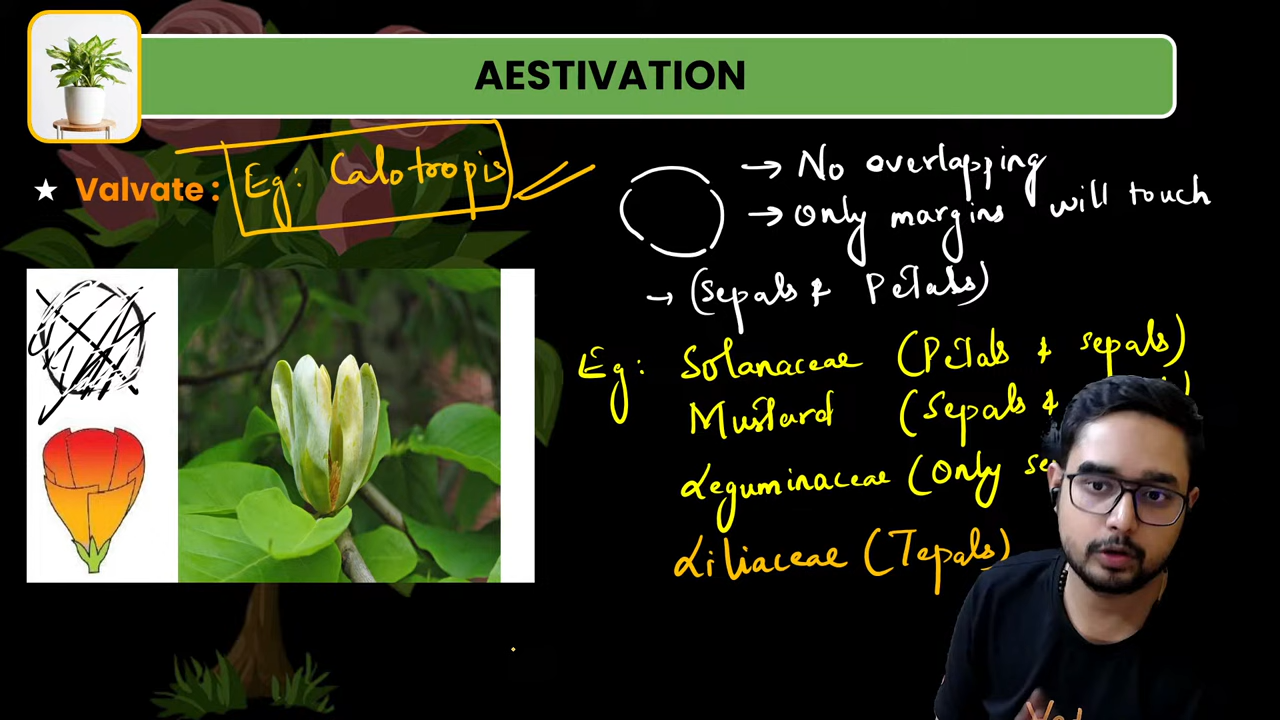 AESTIVATION
★ Valvate : Eg: Calotropis
→ No overlapping
→ Only margins will touch
→ (Sepals & Petals)
Eg: Solanaceae (Petals & sepals)
Mustard (Sepals &
Leguminaceae (Only
Liliaceae (Tepals)